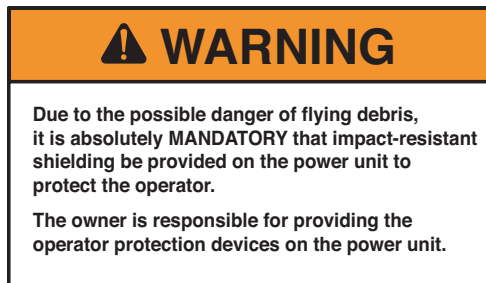 WARNING
Due to the possible danger of flying debris,
it is absolutely MANDATORY that impact-resistant
shielding be provided on the power unit to
protect the operator.
The owner is responsible for providing the
operator protection devices on the power unit.